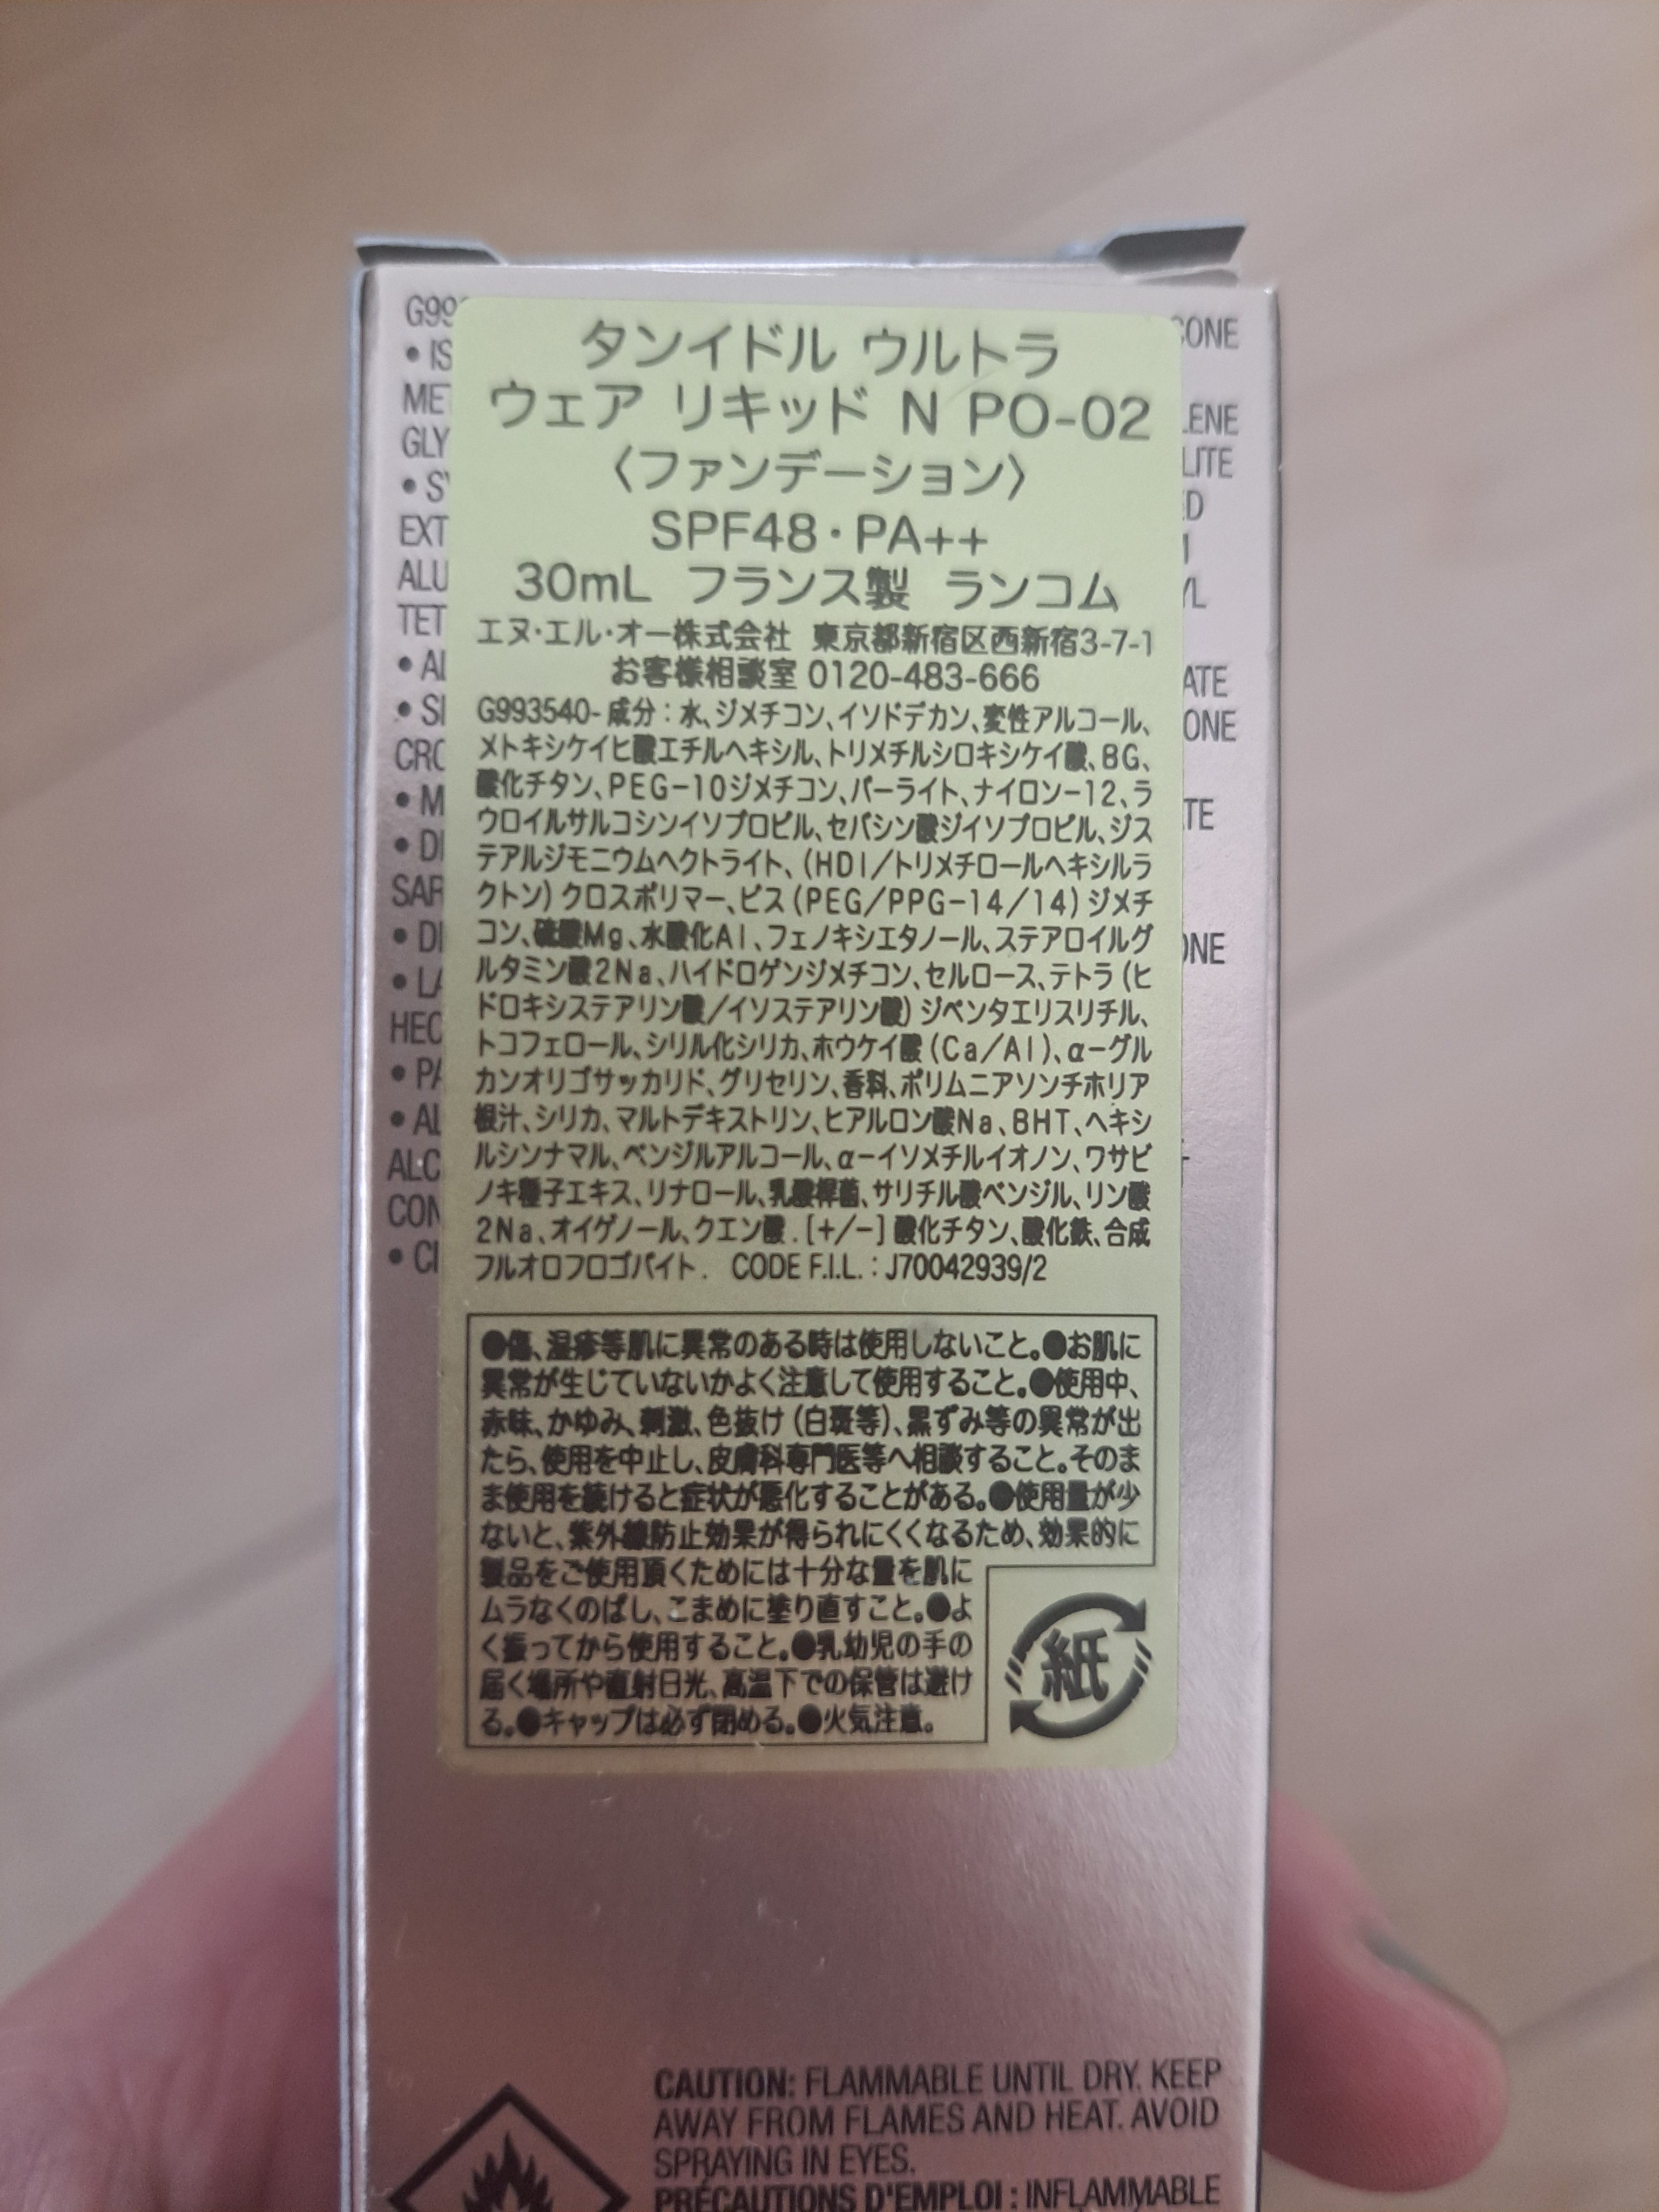 タンイドル ウルトラ
ウェア リキッド N PO-02
〈ファンデーション〉
SPF48・PA++
30mL フランス製 ランコム
エヌ・エル・オー株式会社 東京都新宿区西新宿3-7-1
お客様相談室 0120-483-666
G993540- 成分：水、ジメチコン、イソドデカン、変性アルコール、
メトキシケイヒ酸エチルヘキシル、トリメチルシロキシケイ酸、BG、
酸化チタン、PEG-10ジメチコン、パーライト、ナイロン-12、ラ
ウロイルサルコシンイソプロピル、セバシン酸ジイソプロピル、ジス
テアルジモニウムヘクトライト、(HDI/トリメチロールヘキシルラ
クトン)クロスポリマー、ビス(PEG/PPG-14/14)ジメチ
コン、硫酸Mg、水酸化Al、フェノキシエタノール、ステアロイルグ
ルタミン酸2Na、ハイドロゲンジメチコン、セルロース、テトラ(ヒ
ドロキシステアリン酸/イソステアリン酸)ジペンタエリスリチル、
トコフェロール、シリル化シリカ、ホウケイ酸(Ca/Al)、α-グル
カンオリゴサッカリド、グリセリン、香料、ポリムニアソンチホリア
根汁、シリカ、マルトデキストリン、ヒアルロン酸Na、BHT、ヘキシ
ルシンナマル、ベンジルアルコール、α-イソメチルイオノン、ワサビ
ノキ種子エキス、リナロール、乳酸桿菌、サリチル酸ベンジル、リン酸
2Na、オイゲノール、クエン酸．[+/-]酸化チタン、酸化鉄、合成
フルオロフロゴパイト． CODE F.I.L.：J70042939/2
●傷、湿疹等肌に異常のある時は使用しないこと。●お肌に
異常が生じていないかよく注意して使用すること。●使用中、
赤味、かゆみ、刺激、色抜け(白斑等)、黒ずみ等の異常が出
たら、使用を中止し、皮膚科専門医等へ相談すること。そのま
ま使用を続けると症状が悪化することがある。●使用量が少
ないと、紫外線防止効果が得られにくくなるため、効果的に
製品をご使用頂くためには十分な量を肌に
ムラなくのばし、こまめに塗り直すこと。●よ
く振ってから使用すること。●乳幼児の手の
届く場所や直射日光、高温下での保管は避け
る。●キャップは必ず閉める。●火気注意。
紙
CAUTION: FLAMMABLE UNTIL DRY. KEEP
AWAY FROM FLAMES AND HEAT. AVOID
SPRAYING IN EYES.
PRÉCAUTIONS D'EMPLOI : INFLAMMABLE